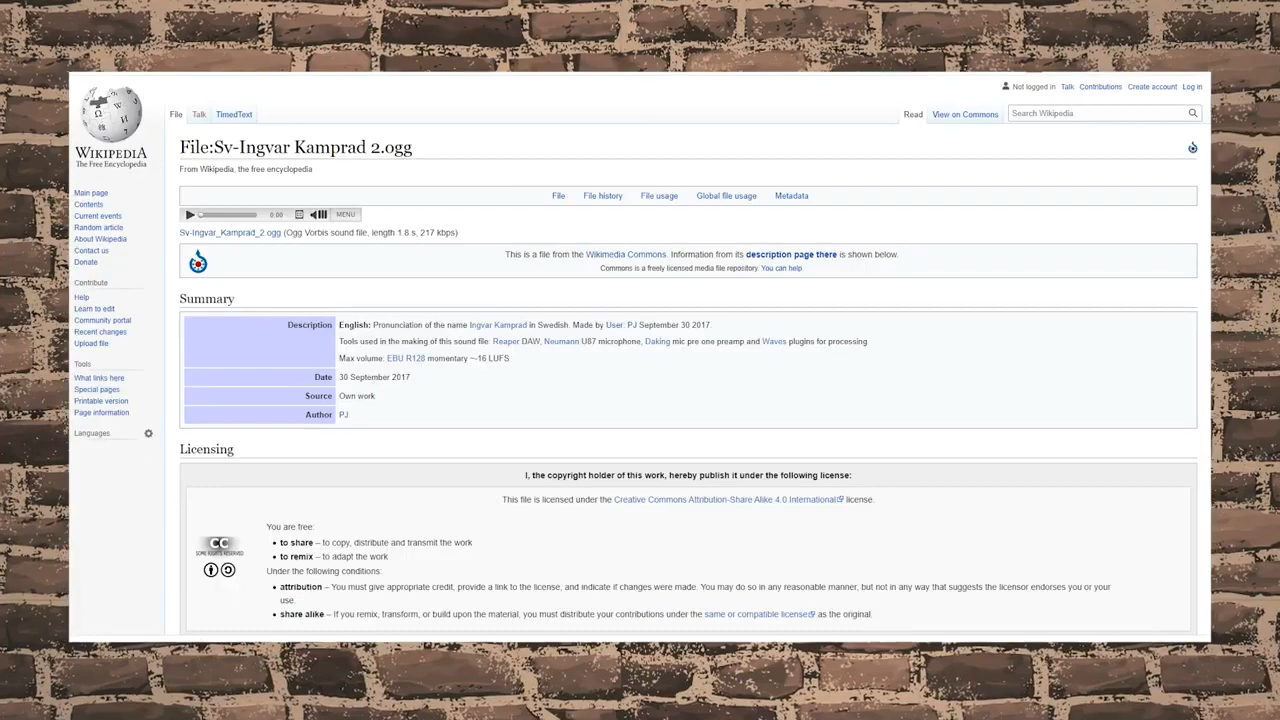 Not logged in Talk Contributions Create account Log in
File Talk TimedText Read View on Commons Search Wikipedia
WIKIPEDIA
The Free Encyclopedia
Main page
Contents
Current events
Random article
About Wikipedia
Contact us
Donate
Contribute
Help
Learn to edit
Community portal
Recent changes
Upload file
Tools
What links here
Special pages
Printable version
Page information
Languages
File:Sv-Ingvar Kamprad 2.ogg
From Wikipedia, the free encyclopedia
File File history File usage Global file usage Metadata
0:00 MENU
Sv-Ingvar_Kamprad_2.ogg (Ogg Vorbis sound file, length 1.8 s, 217 kbps)
This is a file from the Wikimedia Commons. Information from its description page there is shown below.
Commons is a freely licensed media file repository. You can help.
Summary
Description English: Pronunciation of the name Ingvar Kamprad in Swedish. Made by User: PJ September 30 2017.
Tools used in the making of this sound file: Reaper DAW, Neumann U87 microphone, Daking mic pre one preamp and Waves plugins for processing
Max volume: EBU R128 momentary ~-16 LUFS
Date 30 September 2017
Source Own work
Author PJ
Licensing
I, the copyright holder of this work, hereby publish it under the following license:
This file is licensed under the Creative Commons Attribution-Share Alike 4.0 International license.
cc
SOME RIGHTS RESERVED
You are free:
• to share – to copy, distribute and transmit the work
• to remix – to adapt the work
Under the following conditions:
• attribution – You must give appropriate credit, provide a link to the license, and indicate if changes were made. You may do so in any reasonable manner, but not in any way that suggests the licensor endorses you or your
use.
• share alike – If you remix, transform, or build upon the material, you must distribute your contributions under the same or compatible license as the original.